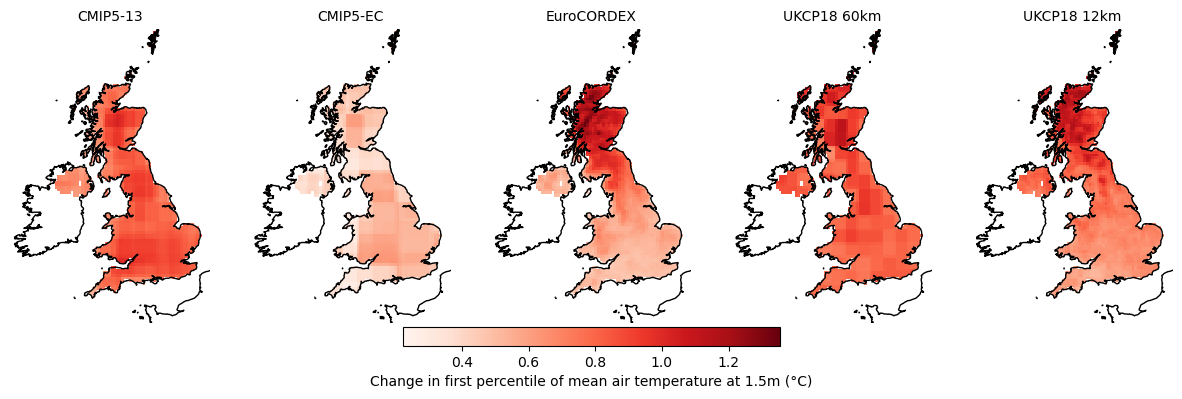 CMIP5-13 CMIP5-EC EuroCORDEX UKCP18 60km UKCP18 12km
0.4 0.6 0.8 1.0 1.2
Change in first percentile of mean air temperature at 1.5m (°C)